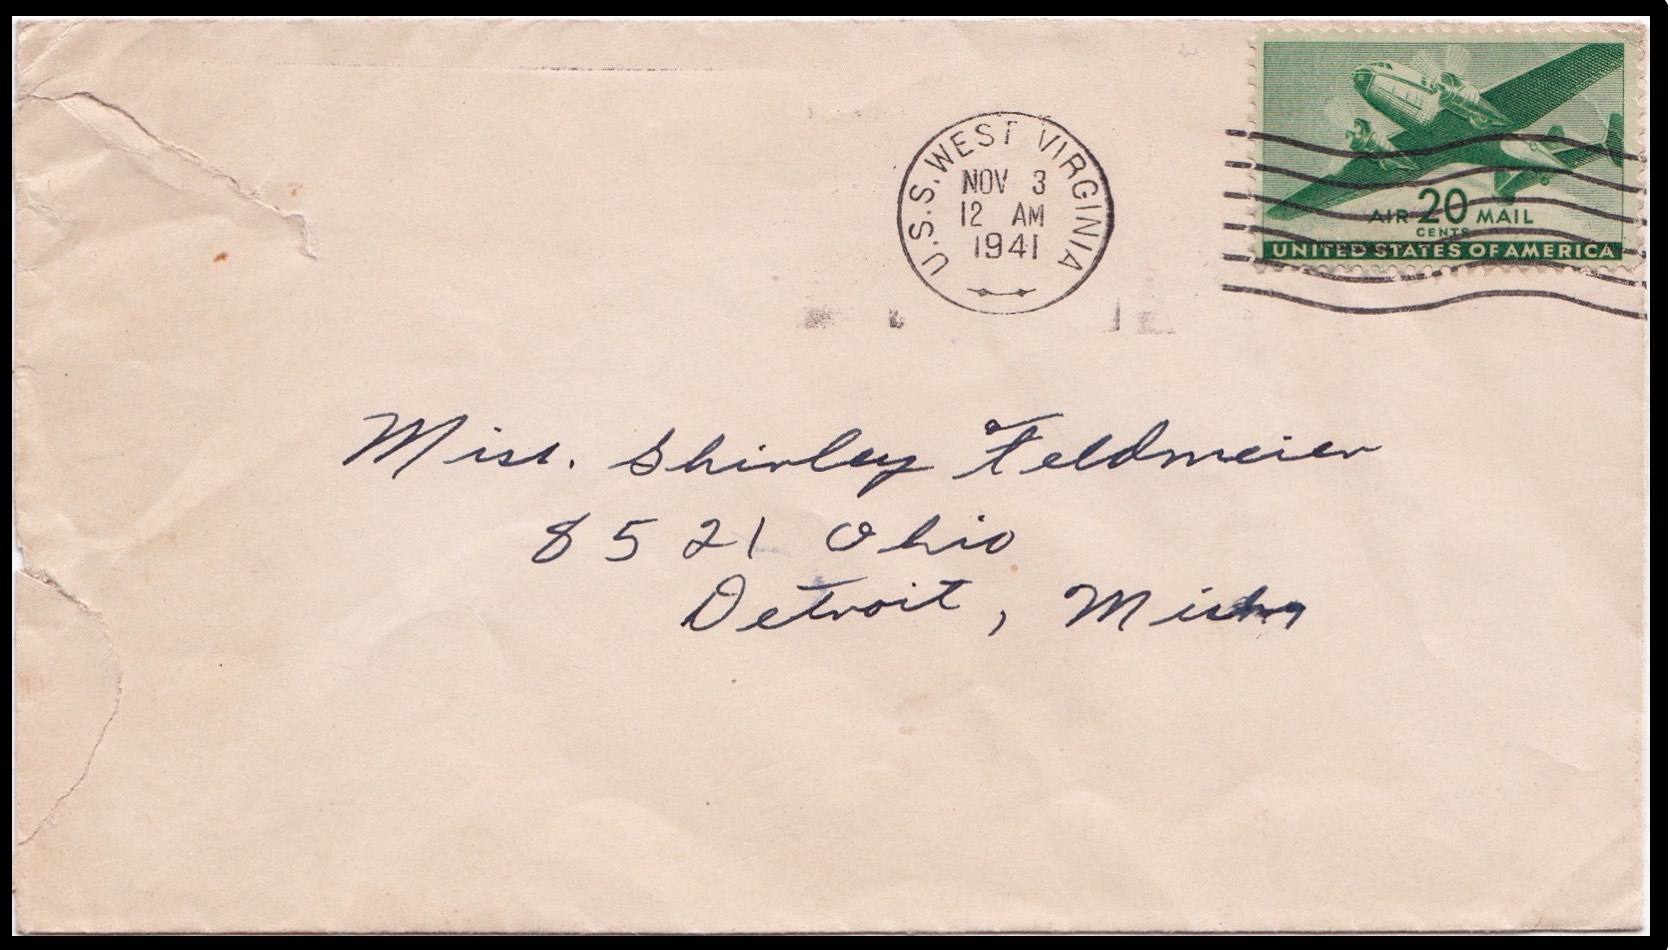 U.S.S. WEST VIRGINIA
NOV 3
12 AM
1941
AIR 20 MAIL
CENTS
UNITED STATES OF AMERICA
Miss. Shirley Feldmeier
8521 Ohio
Detroit, Mich